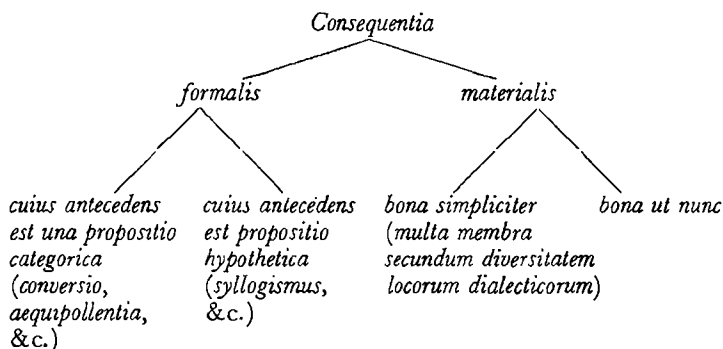 Consequentia
formalis
materialis
cuius antecedens
est una propositio
categorica
(conversio,
aequipollentia,
&c.)
cuius antecedens
est propositio
hypothetica
(syllogismus,
&c.)
bona simpliciter
(multa membra
secundum diversitatem
locorum dialecticorum)
bona ut nunc